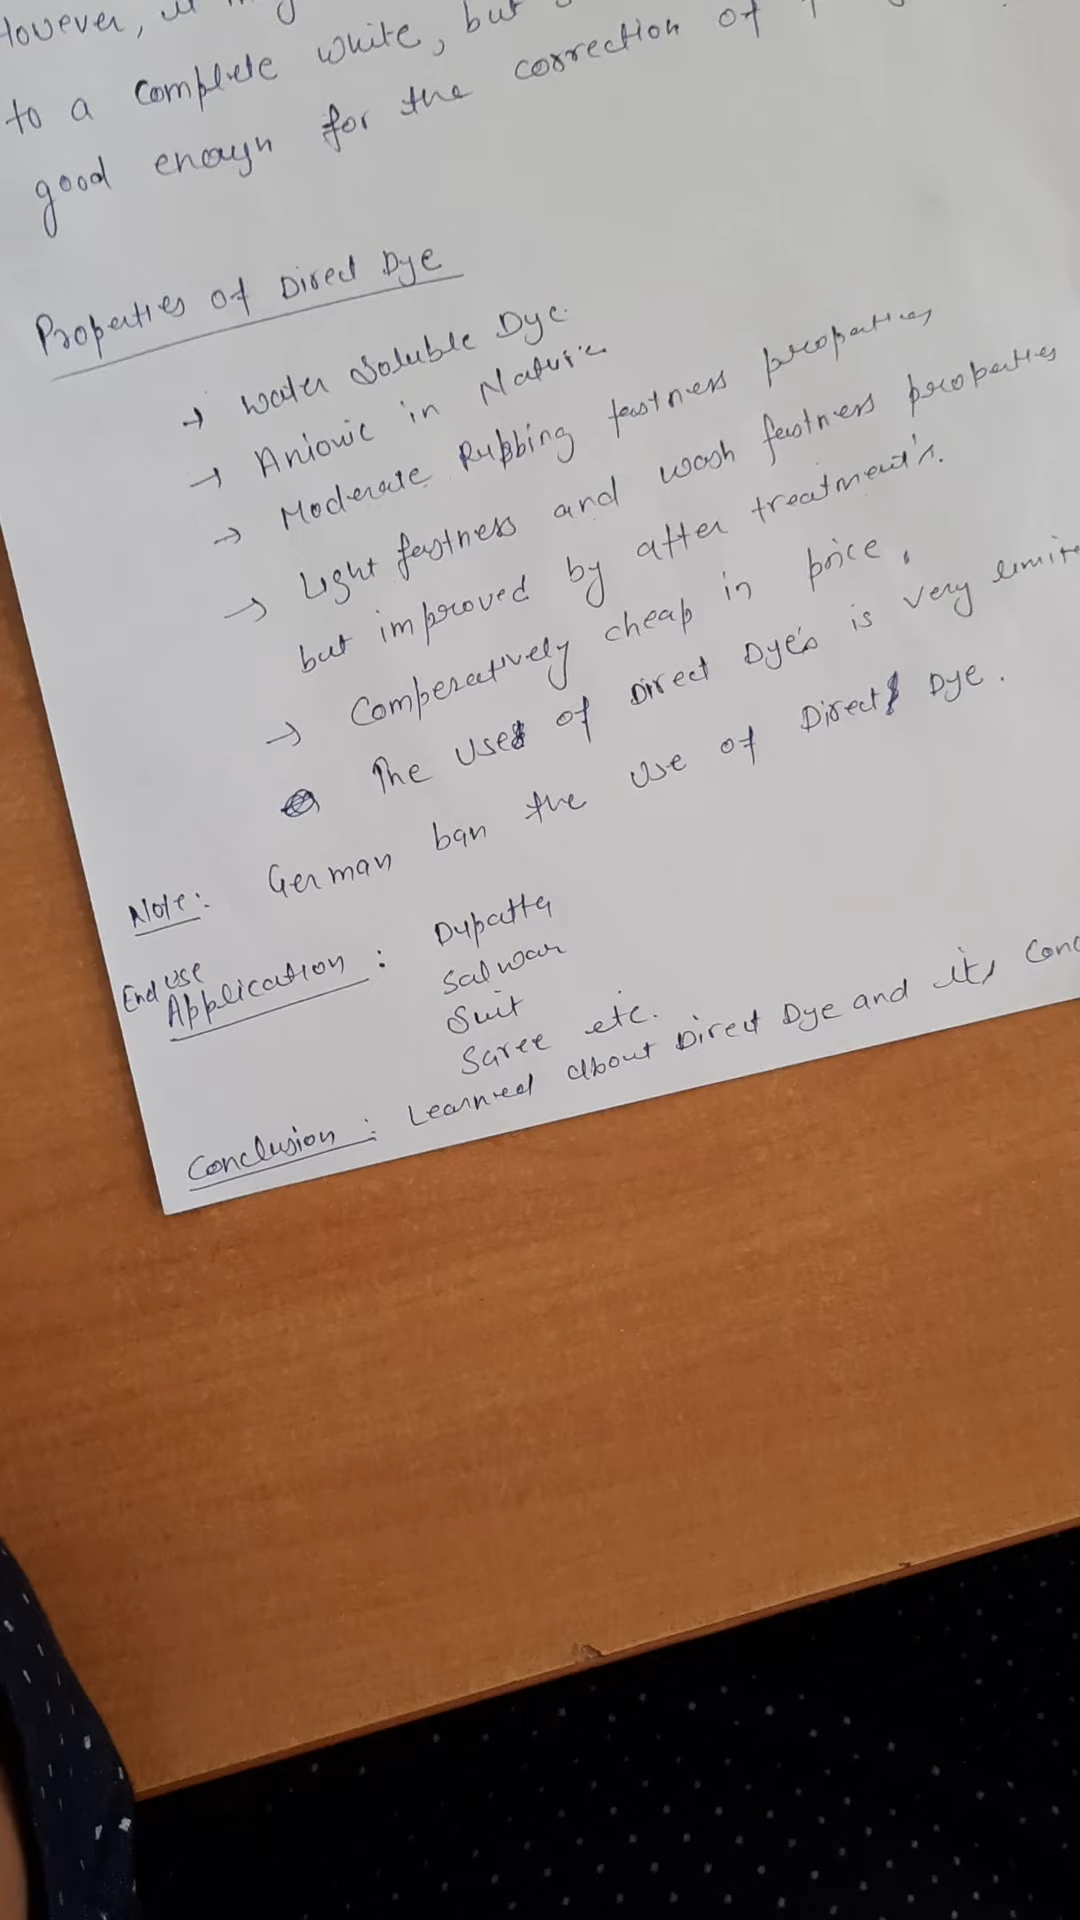 However, it
to a complete white, but
good enough for the correction of
Properties of Direct Dye
→ water soluble Dye.
→ Anionic in Nature
→ Moderate Rubbing fastness properties
→ Light fastness and wash fastness properties
but improved by after treatment's.
→ Comperatively cheap in price.
The use of Direct Dye's is very
Note: German ban the use of Direct Dye.
End use
Application: Dupatta
Salwar
Suit
Saree etc.
Conclusion: Learned about Direct Dye and its